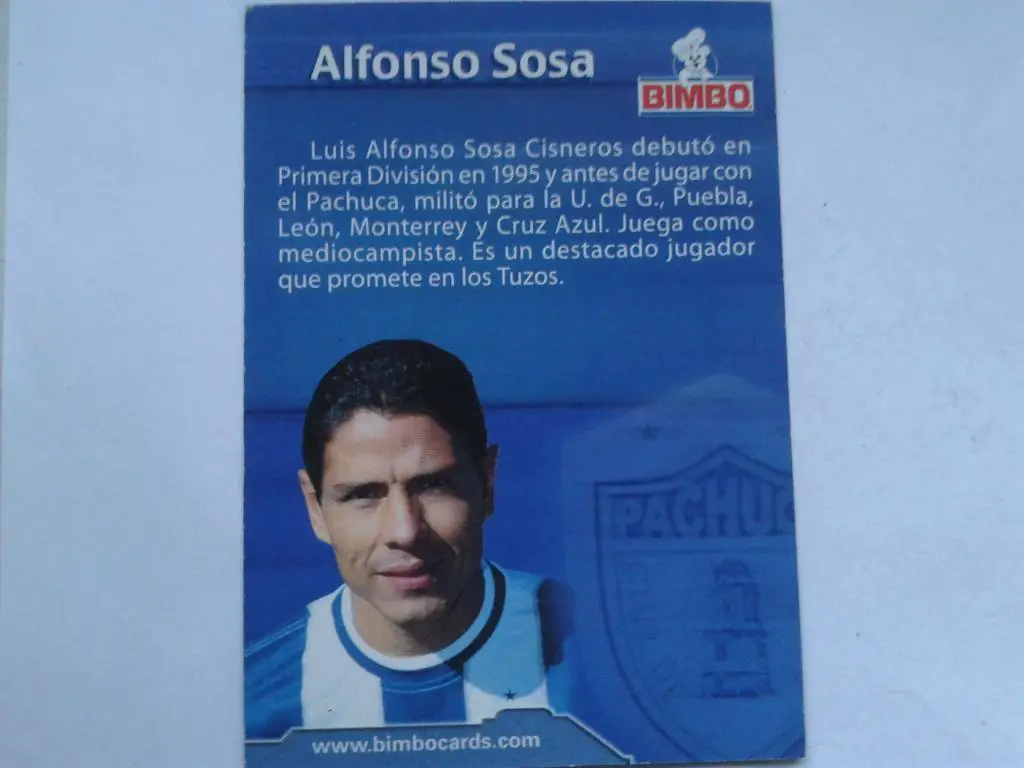 Alfonso Sosa
BIMBO
Luis Alfonso Sosa Cisneros debutó en
Primera División en 1995 y antes de jugar con
el Pachuca, militó para la U. de G., Puebla,
León, Monterrey y Cruz Azul. Juega como
mediocampista. Es un destacado jugador
que promete en los Tuzos.
PACHUC
www.bimbocards.com